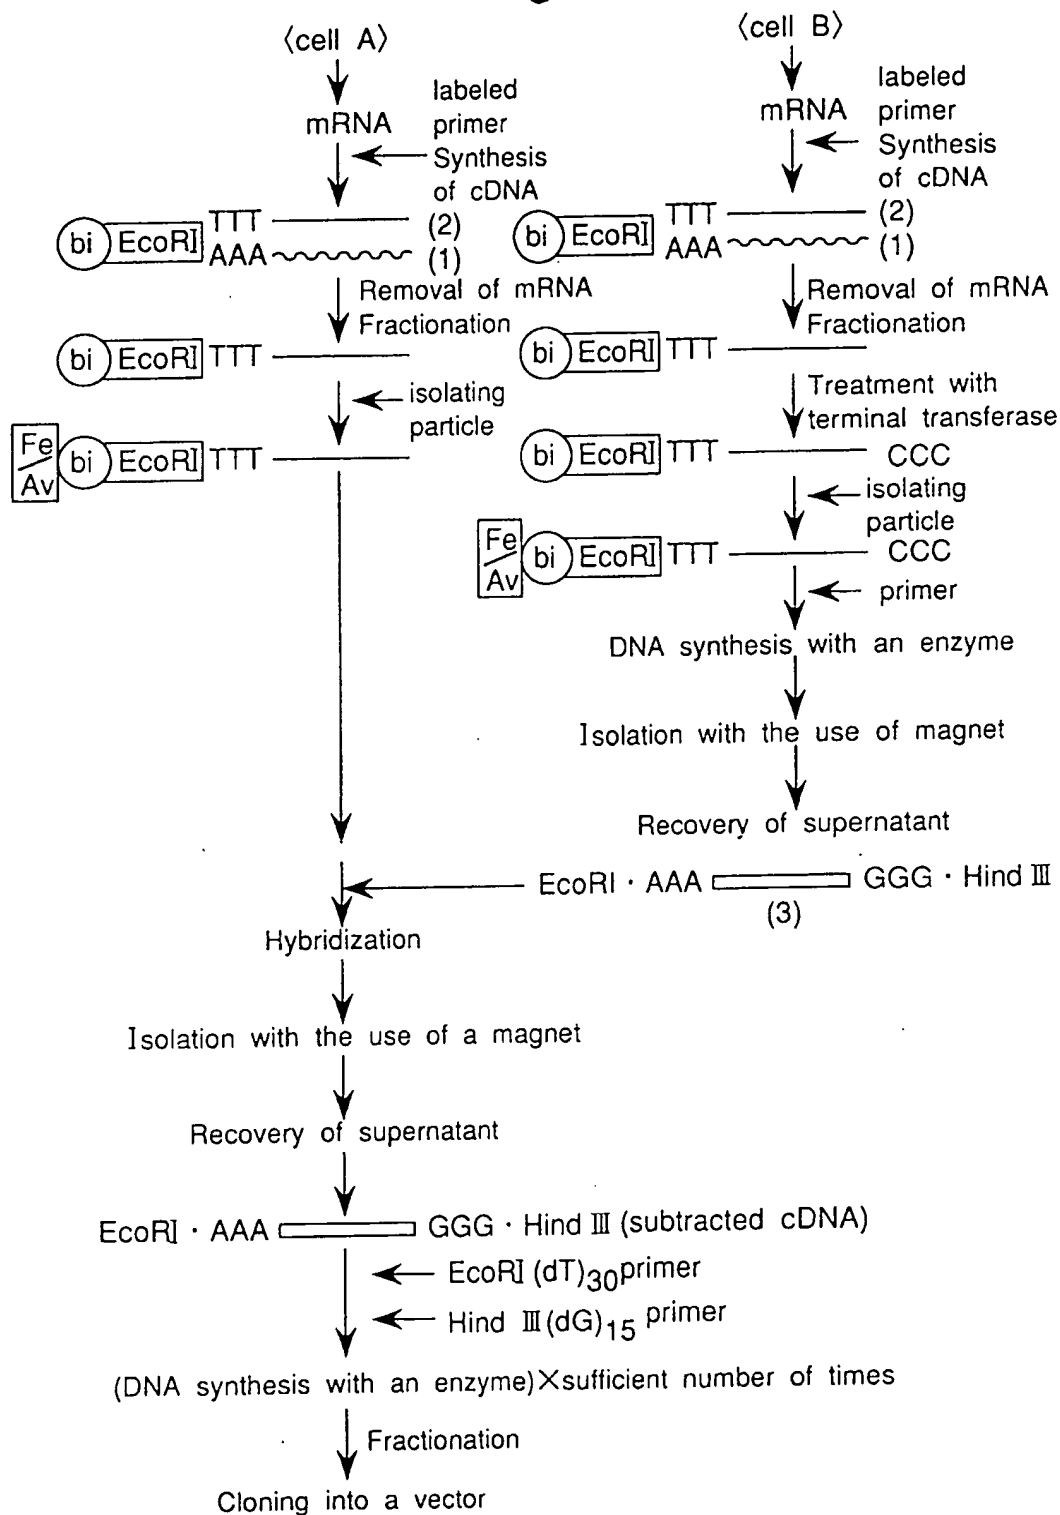 〈cell A〉
〈cell B〉
mRNA
labeled
primer
Synthesis
of cDNA
mRNA
labeled
primer
Synthesis
of cDNA
bi EcoRI TTT (2)
AAA (1)
bi EcoRI TTT (2)
AAA (1)
Removal of mRNA
Fractionation
Removal of mRNA
Fractionation
bi EcoRI TTT
bi EcoRI TTT
isolating
particle
Treatment with
terminal transferase
Fe
Av
bi EcoRI TTT
bi EcoRI TTT CCC
isolating
particle
Fe
Av
bi EcoRI TTT CCC
primer
DNA synthesis with an enzyme
Isolation with the use of magnet
Recovery of supernatant
EcoRI · AAA GGG · Hind III
(3)
Hybridization
Isolation with the use of a magnet
Recovery of supernatant
EcoRI · AAA GGG · Hind III (subtracted cDNA)
EcoRI (dT)30 primer
Hind III (dG)15 primer
(DNA synthesis with an enzyme)×sufficient number of times
Fractionation
Cloning into a vector